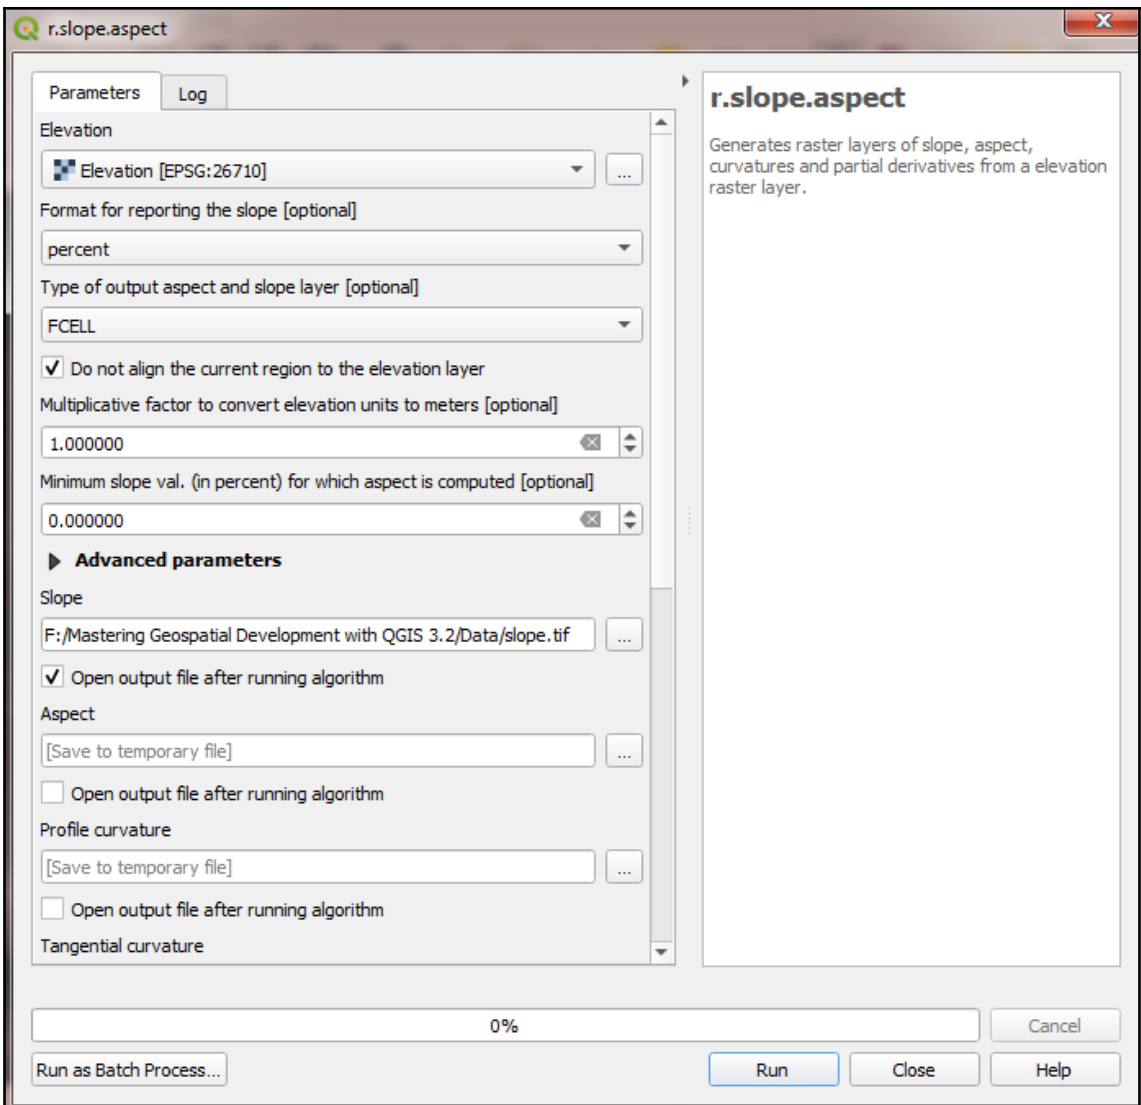 r.slope.aspect
Parameters
Log
Elevation
Elevation [EPSG:26710]
...
Format for reporting the slope [optional]
percent
Type of output aspect and slope layer [optional]
FCELL
Do not align the current region to the elevation layer
Multiplicative factor to convert elevation units to meters [optional]
1.000000
Minimum slope val. (in percent) for which aspect is computed [optional]
0.000000
Advanced parameters
Slope
F:/Mastering Geospatial Development with QGIS 3.2/Data/slope.tif
...
Open output file after running algorithm
Aspect
[Save to temporary file]
...
Open output file after running algorithm
Profile curvature
[Save to temporary file]
...
Open output file after running algorithm
Tangential curvature
r.slope.aspect
Generates raster layers of slope, aspect,
curvatures and partial derivatives from a elevation
raster layer.
0%
Cancel
Run as Batch Process...
Run
Close
Help